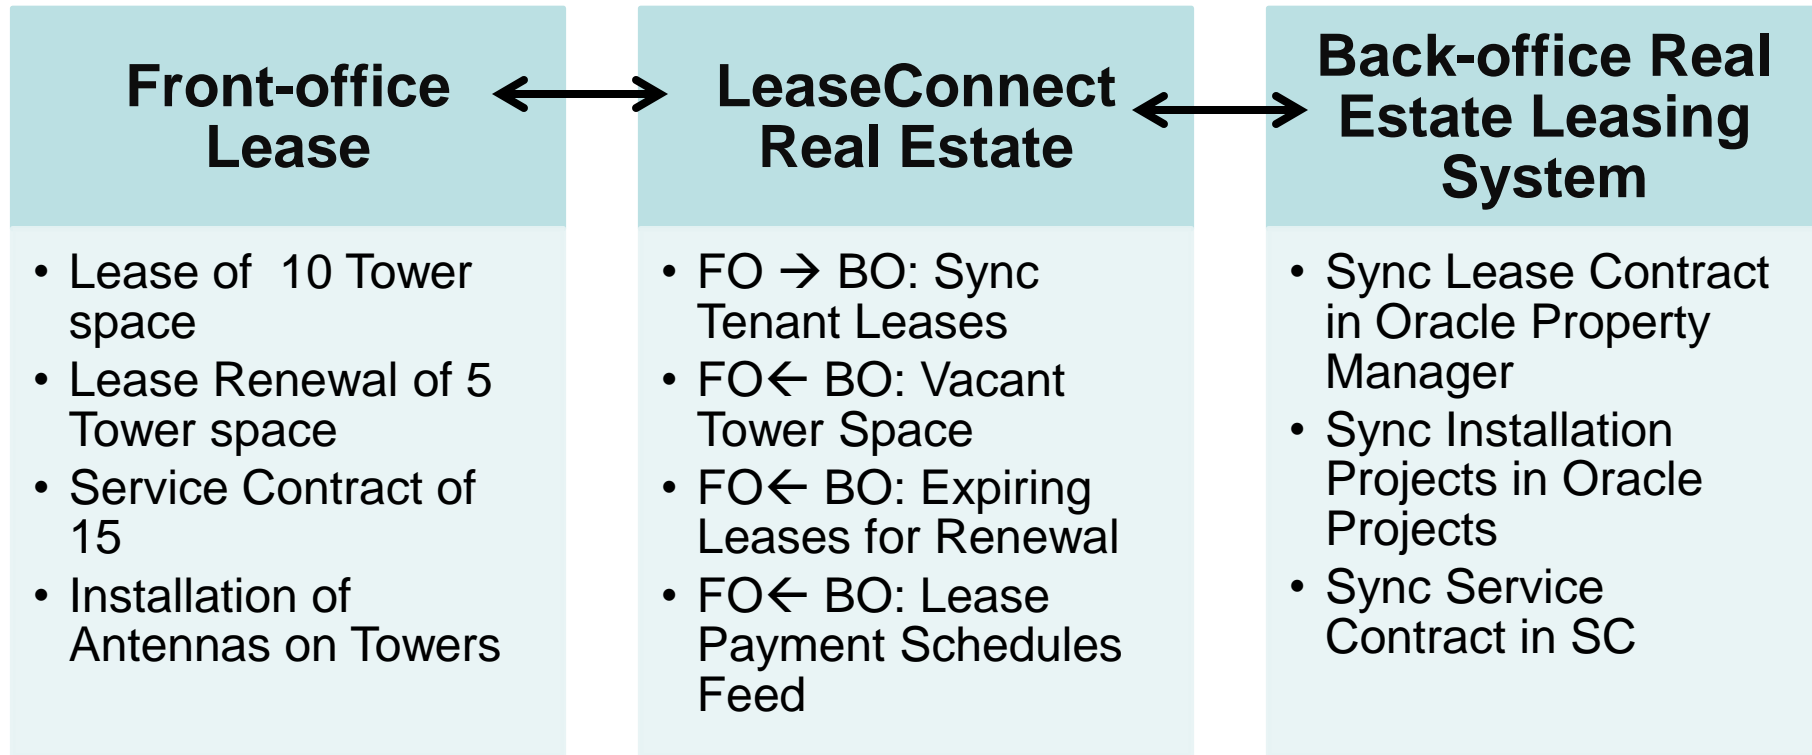 Front-office
Lease
• Lease of  10 Tower
space
• Lease Renewal of 5
Tower space
• Service Contract of
15
• Installation of
Antennas on Towers
LeaseConnect
Real Estate
• FO → BO: Sync
Tenant Leases
• FO← BO: Vacant
Tower Space
• FO← BO: Expiring
Leases for Renewal
• FO← BO: Lease
Payment Schedules
Feed
Back-office Real
Estate Leasing
System
• Sync Lease Contract
in Oracle Property
Manager
• Sync Installation
Projects in Oracle
Projects
• Sync Service
Contract in SC